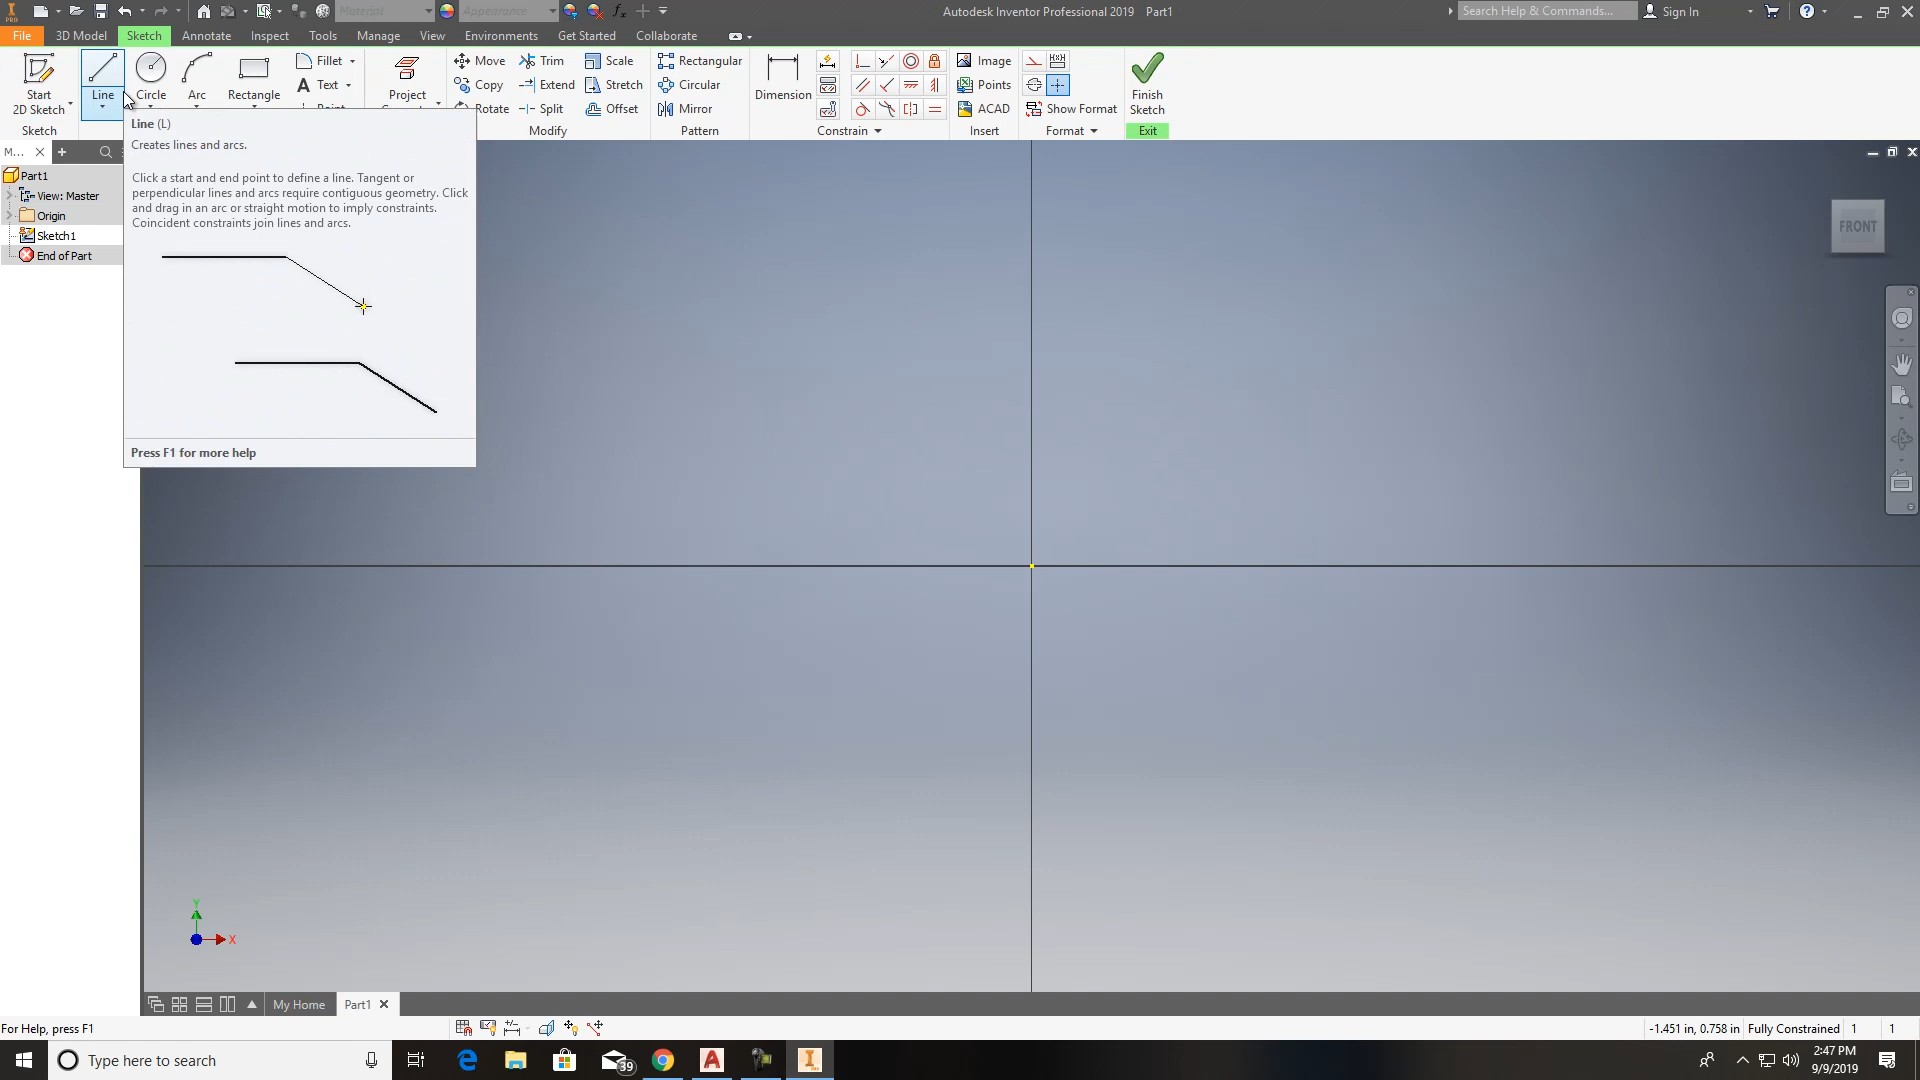 PRO
Material
Appearance
fx
Autodesk Inventor Professional 2019 Part1
Search Help & Commands...
Sign In
File
3D Model
Sketch
Annotate
Inspect
Tools
Manage
View
Environments
Get Started
Collaborate
Start
2D Sketch
Line
Circle
Arc
Rectangle
Fillet
Text
Point
Project
Move
Copy
Rotate
Trim
Extend
Split
Scale
Stretch
Offset
Rectangular
Circular
Mirror
Dimension
Image
Points
ACAD
Show Format
Finish
Sketch
Sketch
Modify
Pattern
Constrain
Insert
Format
Exit
Line (L)
Creates lines and arcs.
Click a start and end point to define a line. Tangent or
perpendicular lines and arcs require contiguous geometry. Click
and drag in an arc or straight motion to imply constraints.
Coincident constraints join lines and arcs.
Press F1 for more help
M...
Part1
View: Master
Origin
Sketch1
End of Part
FRONT
Y
X
My Home
Part1
For Help, press F1
-1.451 in, 0.758 in Fully Constrained 1 1
Type here to search
39
2:47 PM
9/9/2019